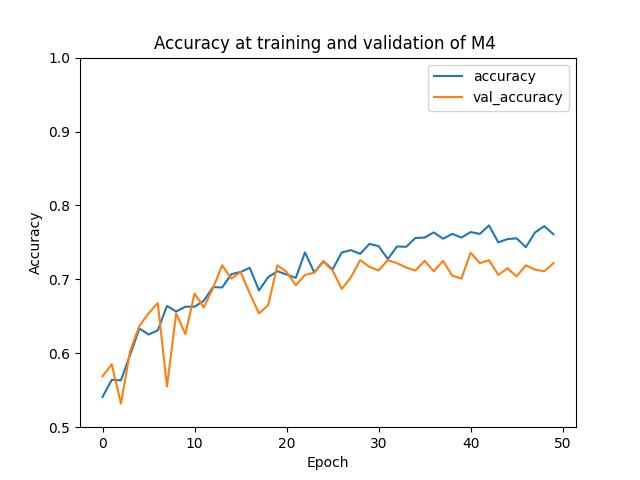 Accuracy at training and validation of M4
accuracy
val_accuracy
1.0
0.9
0.8
0.7
0.6
0.5
Accuracy
0 10 20 30 40 50
Epoch